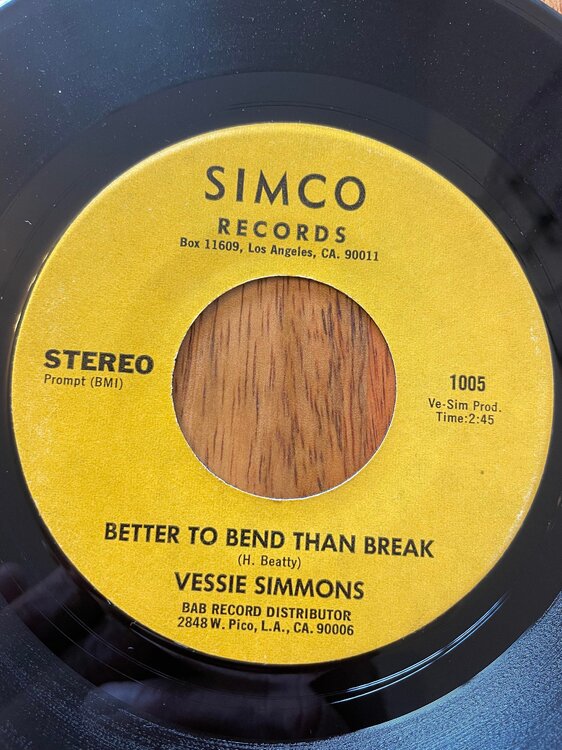 SIMCO
RECORDS
Box 11609, Los Angeles, CA. 90011
STEREO
Prompt (BMI)
1005
Ve-Sim Prod.
Time:2:45
BETTER TO BEND THAN BREAK
(H. Beatty)
VESSIE SIMMONS
BAB RECORD DISTRIBUTOR
2848 W. Pico, L.A., CA. 90006